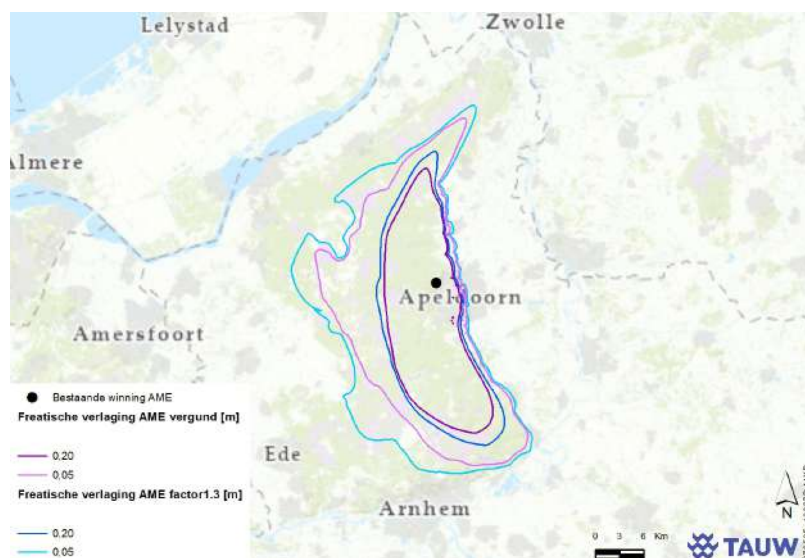 Lelystad
Zwolle
Almere
Apeldoorn
Amersfoort
Ede
Arnhem
Bestaande winning AME
Freatische verlaging AME vergund [m]
0,20
0,05
Freatische verlaging AME factor1.3 [m]
0,20
0,05
N
0 3 6 Km
TAUW